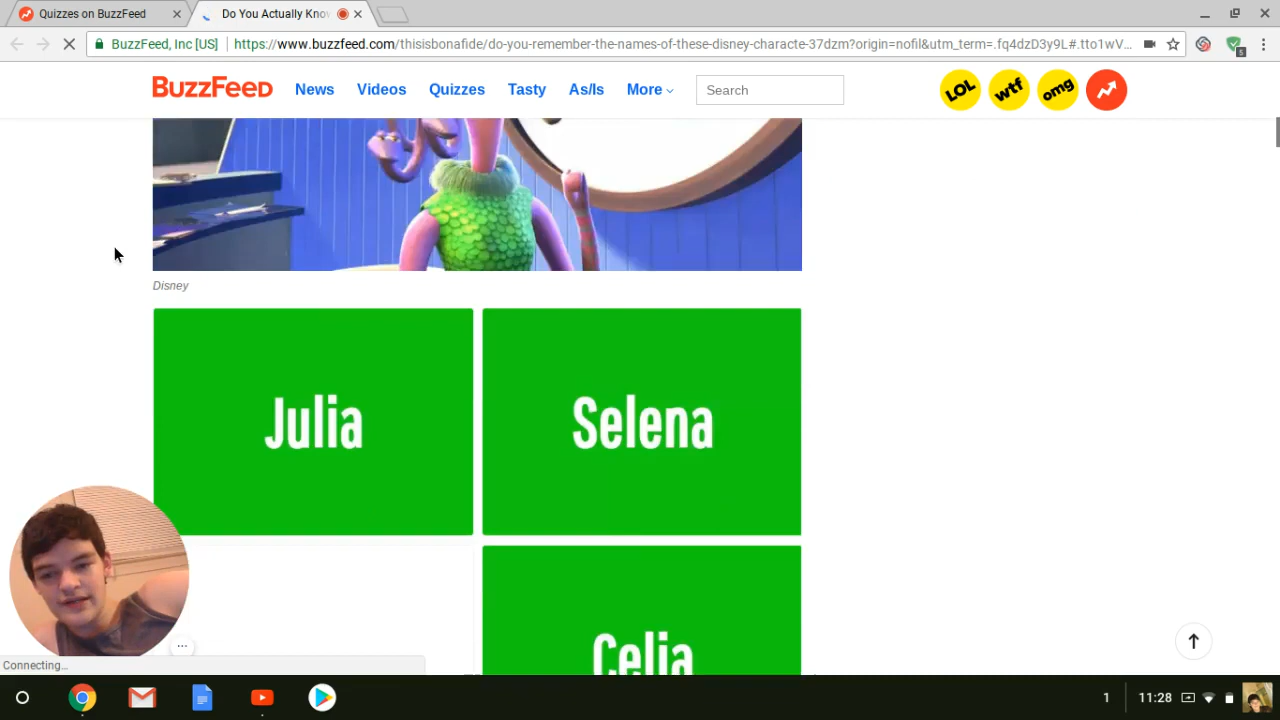 Quizzes on BuzzFeed
Do You Actually Kno
BuzzFeed, Inc [US]
https://www.buzzfeed.com/thisisbonafide/do-you-remember-the-names-of-these-disney-characte-37dzm?origin=nofil&utm_term=.fq4dzD3y9L#.tto1wV...
5
BuzzFeed
News
Videos
Quizzes
Tasty
As/Is
More
Search
LOL
wtf
omg
Disney
Julia
Selena
Celia
...
Connecting...
1
11:28